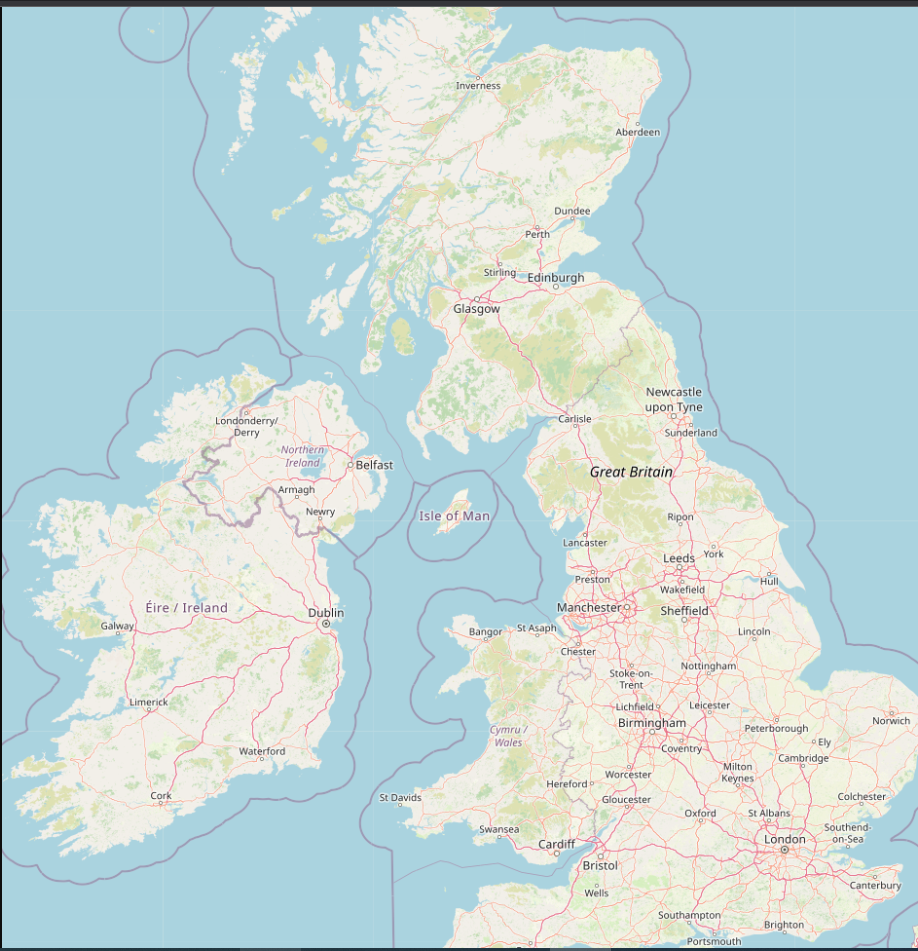 Inverness
Aberdeen
Dundee
Perth
Stirling
Edinburgh
Glasgow
Newcastle
upon Tyne
Carlisle
Sunderland
Londonderry/
Derry
Northern
Ireland
Belfast
Great Britain
Armagh
Newry
Isle of Man
Ripon
Lancaster
York
Leeds
Preston
Wakefield
Hull
Éire / Ireland
Manchester
Sheffield
Dublin
Galway
Bangor
St Asaph
Lincoln
Chester
Nottingham
Stoke-on-
Trent
Limerick
Lichfield
Leicester
Birmingham
Peterborough
Norwich
Cymru /
Wales
Ely
Coventry
Waterford
Cambridge
Milton
Keynes
Worcester
Hereford
Cork
St Davids
Gloucester
Colchester
Oxford
St Albans
Swansea
Southend-
on-Sea
London
Cardiff
Bristol
Canterbury
Wells
Southampton
Brighton
Portsmouth